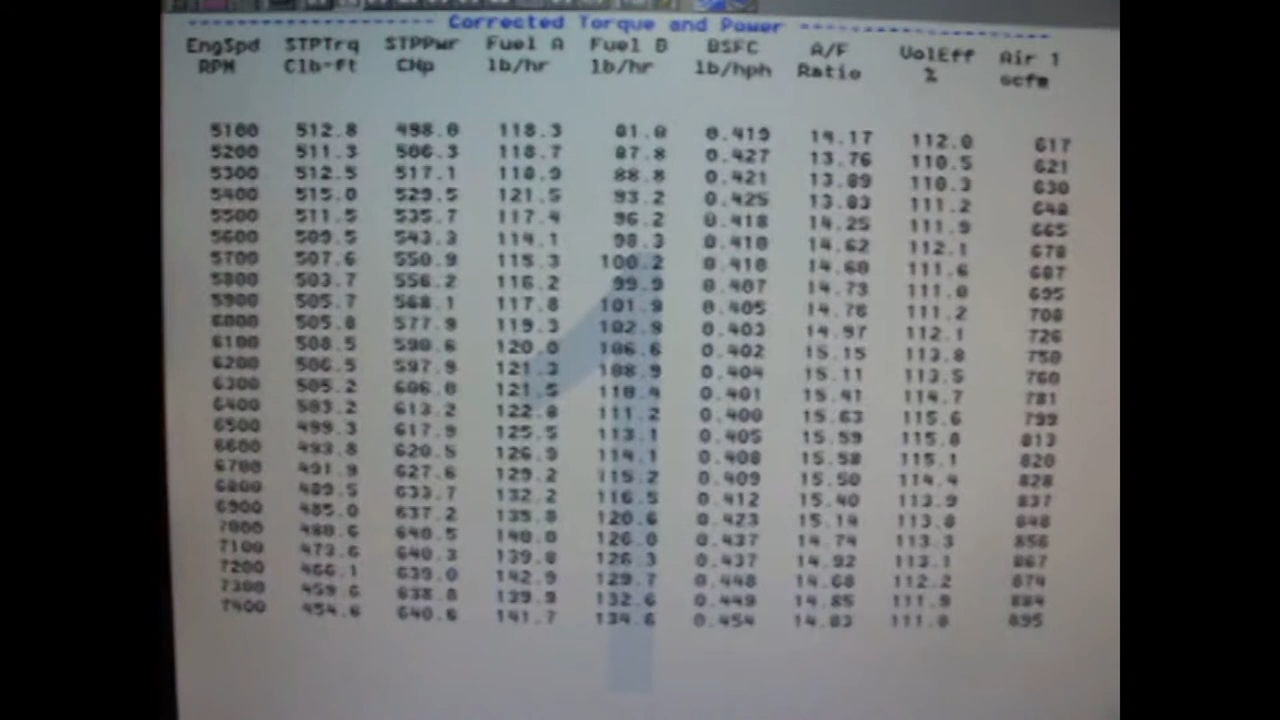 Corrected Torque and Power
EngSpd STPTrq STPPwr Fuel A Fuel B BSFC A/F VolEff Air 1
RPM Clb-ft CHp lb/hr lb/hr lb/hph Ratio % scfm
5100 512.8 498.0 118.3 81.0 0.419 14.17 112.0 617
5200 511.3 506.3 118.7 87.8 0.427 13.76 110.5 621
5300 512.5 517.1 118.9 88.8 0.421 13.89 110.3 630
5400 515.0 529.5 121.5 93.2 0.425 13.83 111.2 648
5500 511.5 535.7 117.4 96.2 0.418 14.25 111.9 665
5600 509.5 543.3 114.1 98.3 0.410 14.62 112.1 678
5700 507.6 550.9 115.3 100.2 0.410 14.60 111.6 687
5800 503.7 556.2 116.2 99.9 0.407 14.73 111.0 695
5900 505.7 568.1 117.8 101.9 0.405 14.76 111.2 708
6000 505.8 577.9 119.3 102.9 0.403 14.97 112.1 726
6100 508.5 590.6 120.0 106.6 0.402 15.15 113.8 750
6200 506.5 597.9 121.3 108.9 0.404 15.11 113.5 760
6300 505.2 606.0 121.5 110.4 0.401 15.41 114.7 781
6400 503.2 613.2 122.8 111.2 0.400 15.63 115.6 799
6500 499.3 617.9 125.5 113.1 0.405 15.59 115.8 813
6600 493.8 620.5 126.9 114.1 0.408 15.58 115.1 820
6700 491.9 627.6 129.2 115.2 0.409 15.50 114.4 828
6800 489.5 633.7 132.2 116.5 0.412 15.40 113.9 837
6900 485.0 637.2 135.8 120.6 0.423 15.14 113.8 848
7000 480.6 640.5 140.0 126.0 0.437 14.74 113.3 856
7100 473.6 640.3 139.8 126.3 0.437 14.92 113.1 867
7200 466.1 639.0 142.9 129.7 0.448 14.68 112.2 874
7300 459.6 638.8 139.9 132.6 0.449 14.85 111.9 884
7400 454.6 640.6 141.7 134.6 0.454 14.83 111.8 895